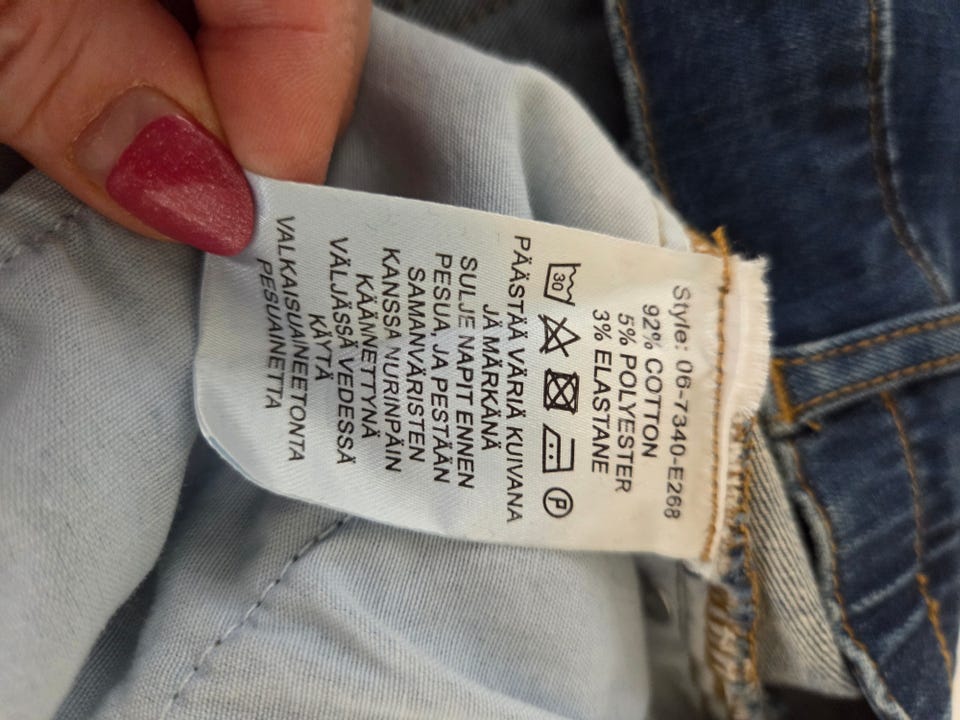 Style: 06-7340-E268
92% COTTON
5% POLYESTER
3% ELASTANE
30 P
PÄÄSTÄÄ VÄRIÄ KUIVANA
JA MÄRKÄNÄ
SULJE NAPIT ENNEN
PESUA, JA PESTÄÄN
SAMANVÄRISTEN
KANSSA NURINPÄIN
KÄÄNNETTYNÄ
VÄLJÄSSÄ VEDESSÄ
KÄYTÄ
VALKAISUAINEETONTA
PESUAINETTA